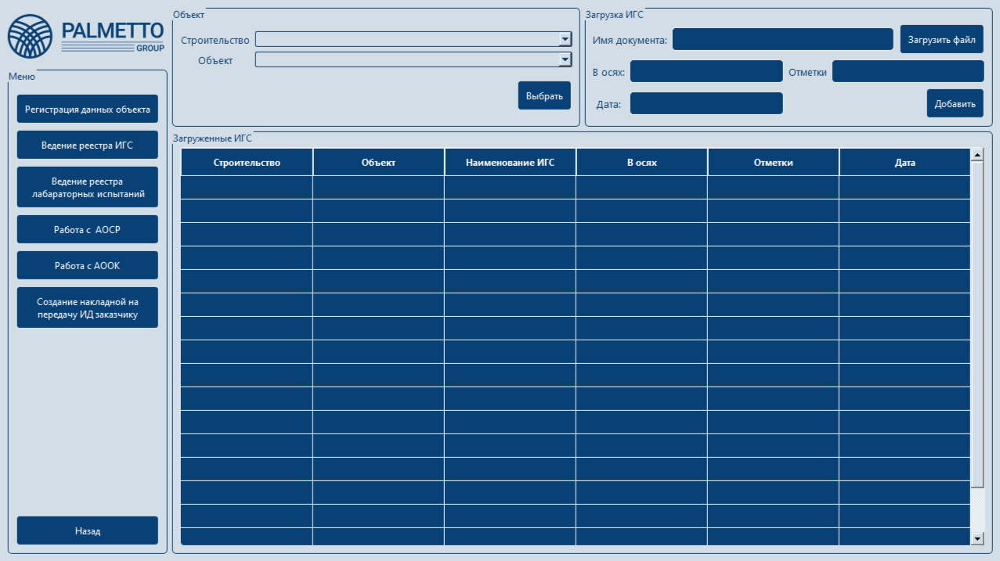 PALMETTO
GROUP
Меню
Регистрация данных объекта
Ведение реестра ИГС
Ведение реестра
лабараторных испытаний
Работа с  АОСР
Работа с АООК
Создание накладной на
передачу ИД заказчику
Назад
Объект
Строительство
Объект
Выбрать
Загрузка ИГС
Имя документа:
Загрузить файл
В осях:
Отметки
Дата:
Добавить
Загруженные ИГС
Строительство Объект Наименование ИГС В осях Отметки Дата